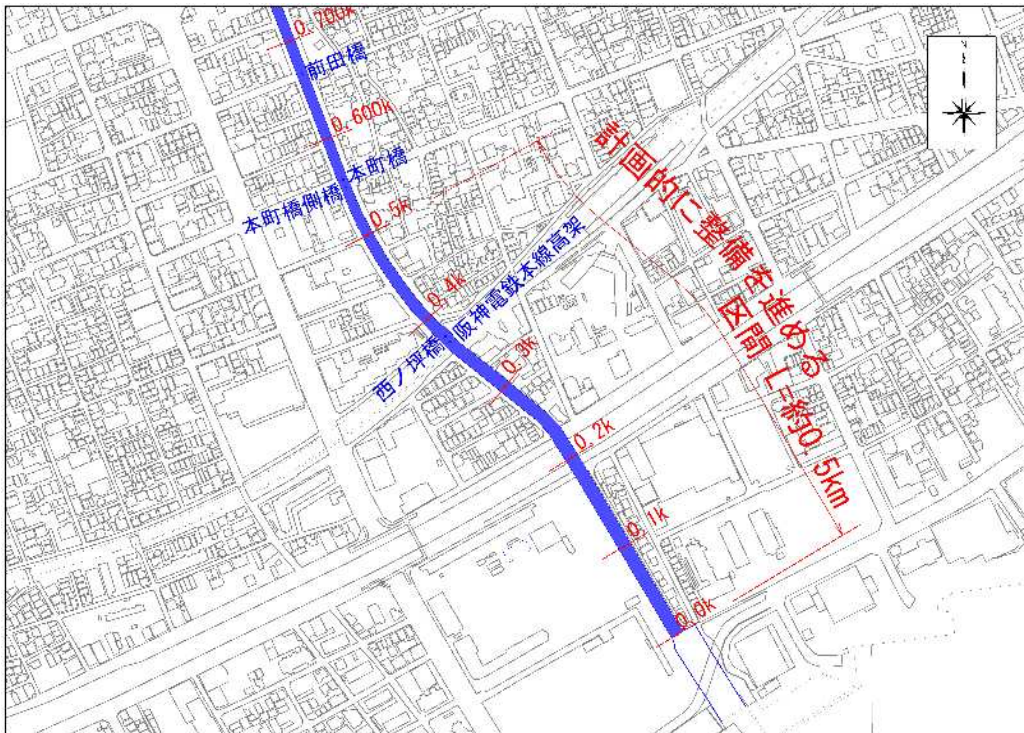 0.700k
前田橋
0.600k
本町橋側橋・本町橋
0.5k
0.4k
西ノ坪橋・阪神電鉄本線高架
0.3k
0.2k
0.1k
0.0k
計画的に整備を進める
区間 L=約0.5km